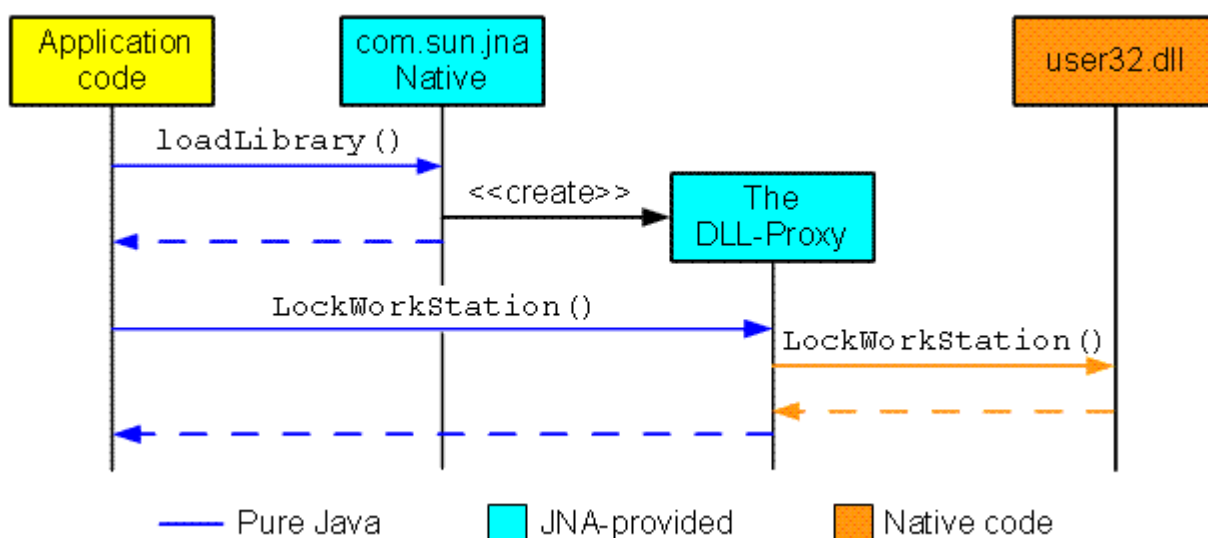 Application
code
com.sun.jna
Native
user32.dll
loadLibrary()
<<create>>
The
DLL-Proxy
LockWorkStation()
LockWorkStation()
Pure Java
JNA-provided
Native code